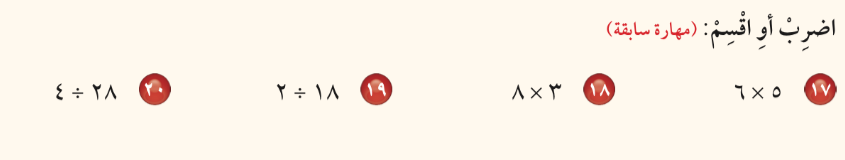 اضرِبْ أوِ اقْسِمْ: (مهارة سابقة)
١٧ ٥ × ٦ ١٨ ٣ × ٨ ١٩ ١٨ ÷ ٢ ٢٠ ٢٨ ÷ ٤